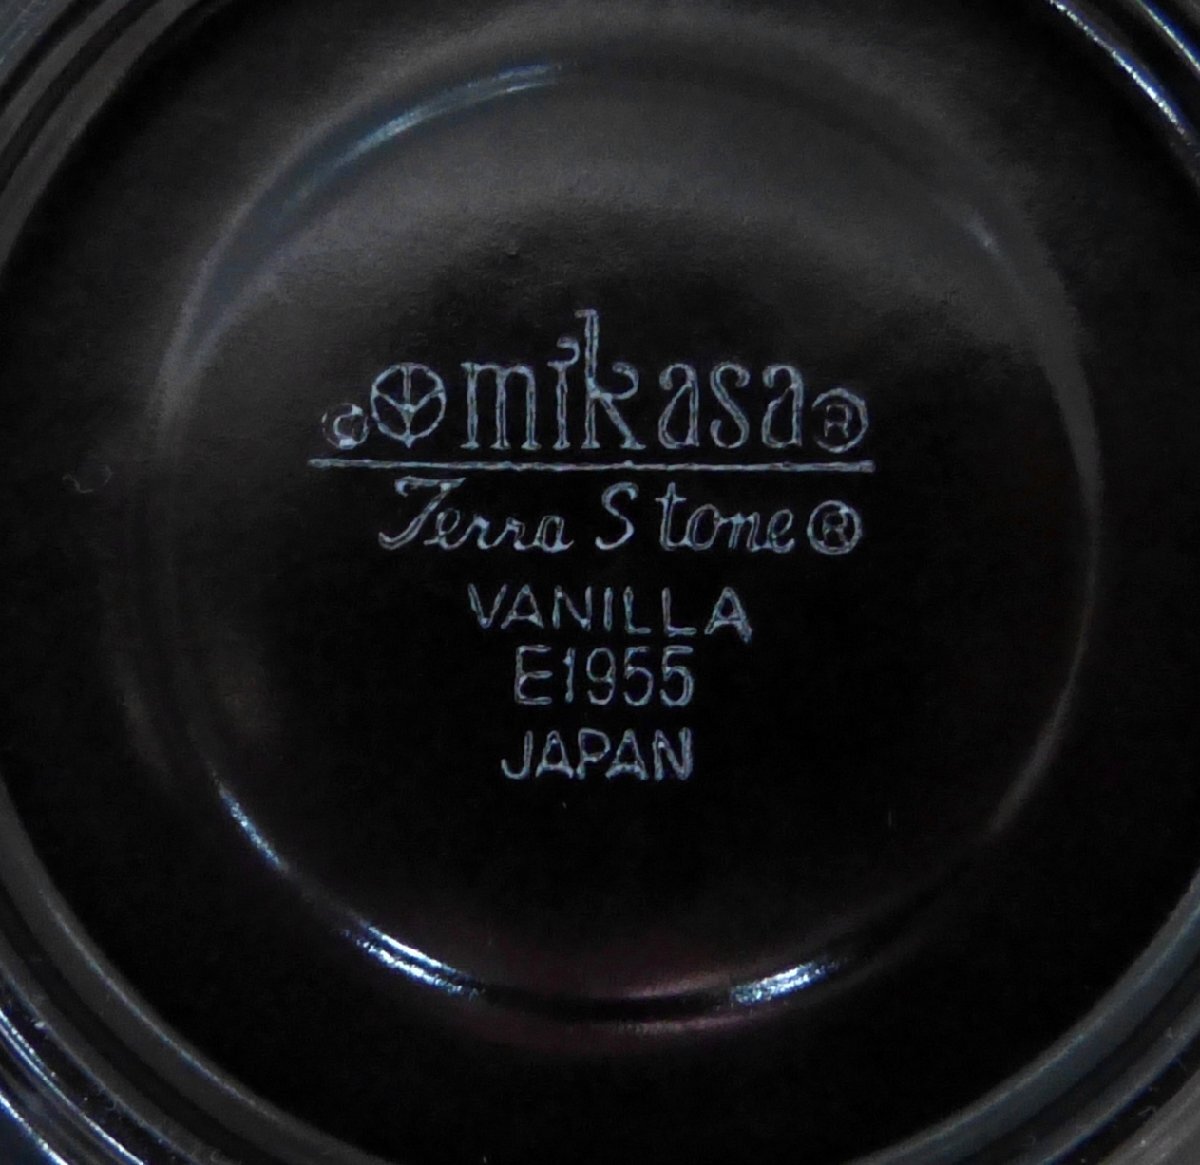 © mikasa®
Terra Stone®
VANILLA
E1955
JAPAN